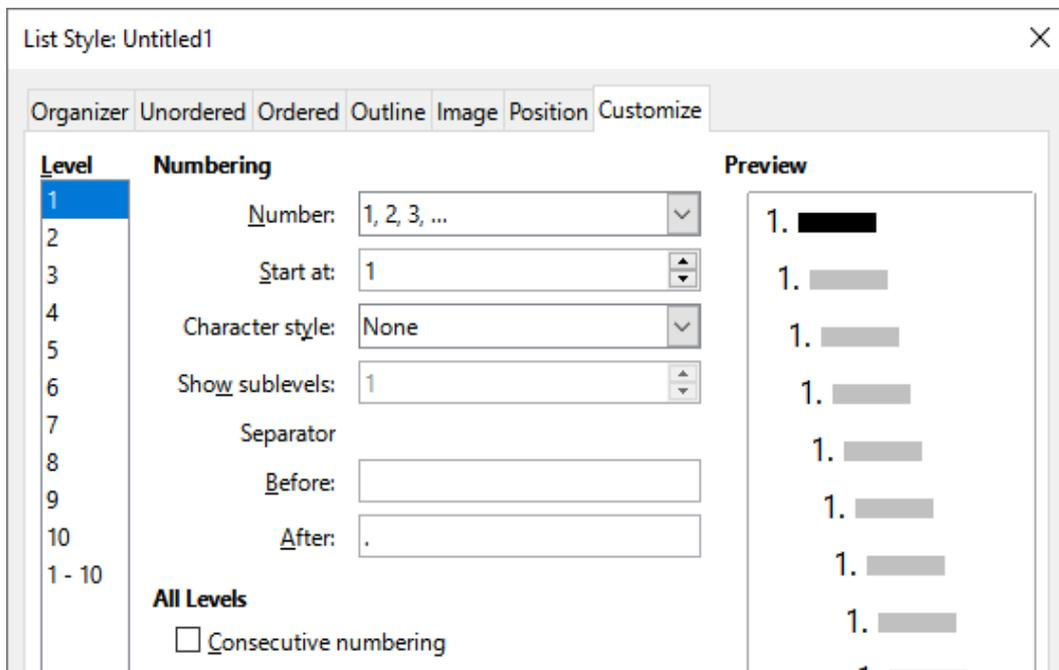 List Style: Untitled1
Organizer Unordered Ordered Outline Image Position Customize
Level
1
2
3
4
5
6
7
8
9
10
1 - 10
Numbering
Number: 1, 2, 3, ...
Start at: 1
Character style: None
Show sublevels: 1
Separator
Before:
After: .
All Levels
Consecutive numbering
Preview
1.
1.
1.
1.
1.
1.
1.
1.